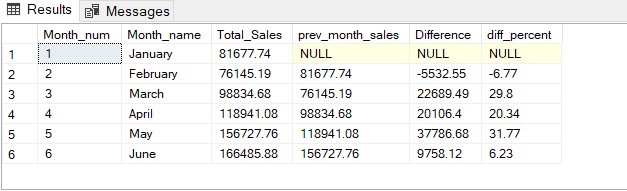 Results Messages
Month_num Month_name Total_Sales prev_month_sales Difference diff_percent
1 1 January 81677.74 NULL NULL NULL
2 2 February 76145.19 81677.74 -5532.55 -6.77
3 3 March 98834.68 76145.19 22689.49 29.8
4 4 April 118941.08 98834.68 20106.4 20.34
5 5 May 156727.76 118941.08 37786.68 31.77
6 6 June 166485.88 156727.76 9758.12 6.23